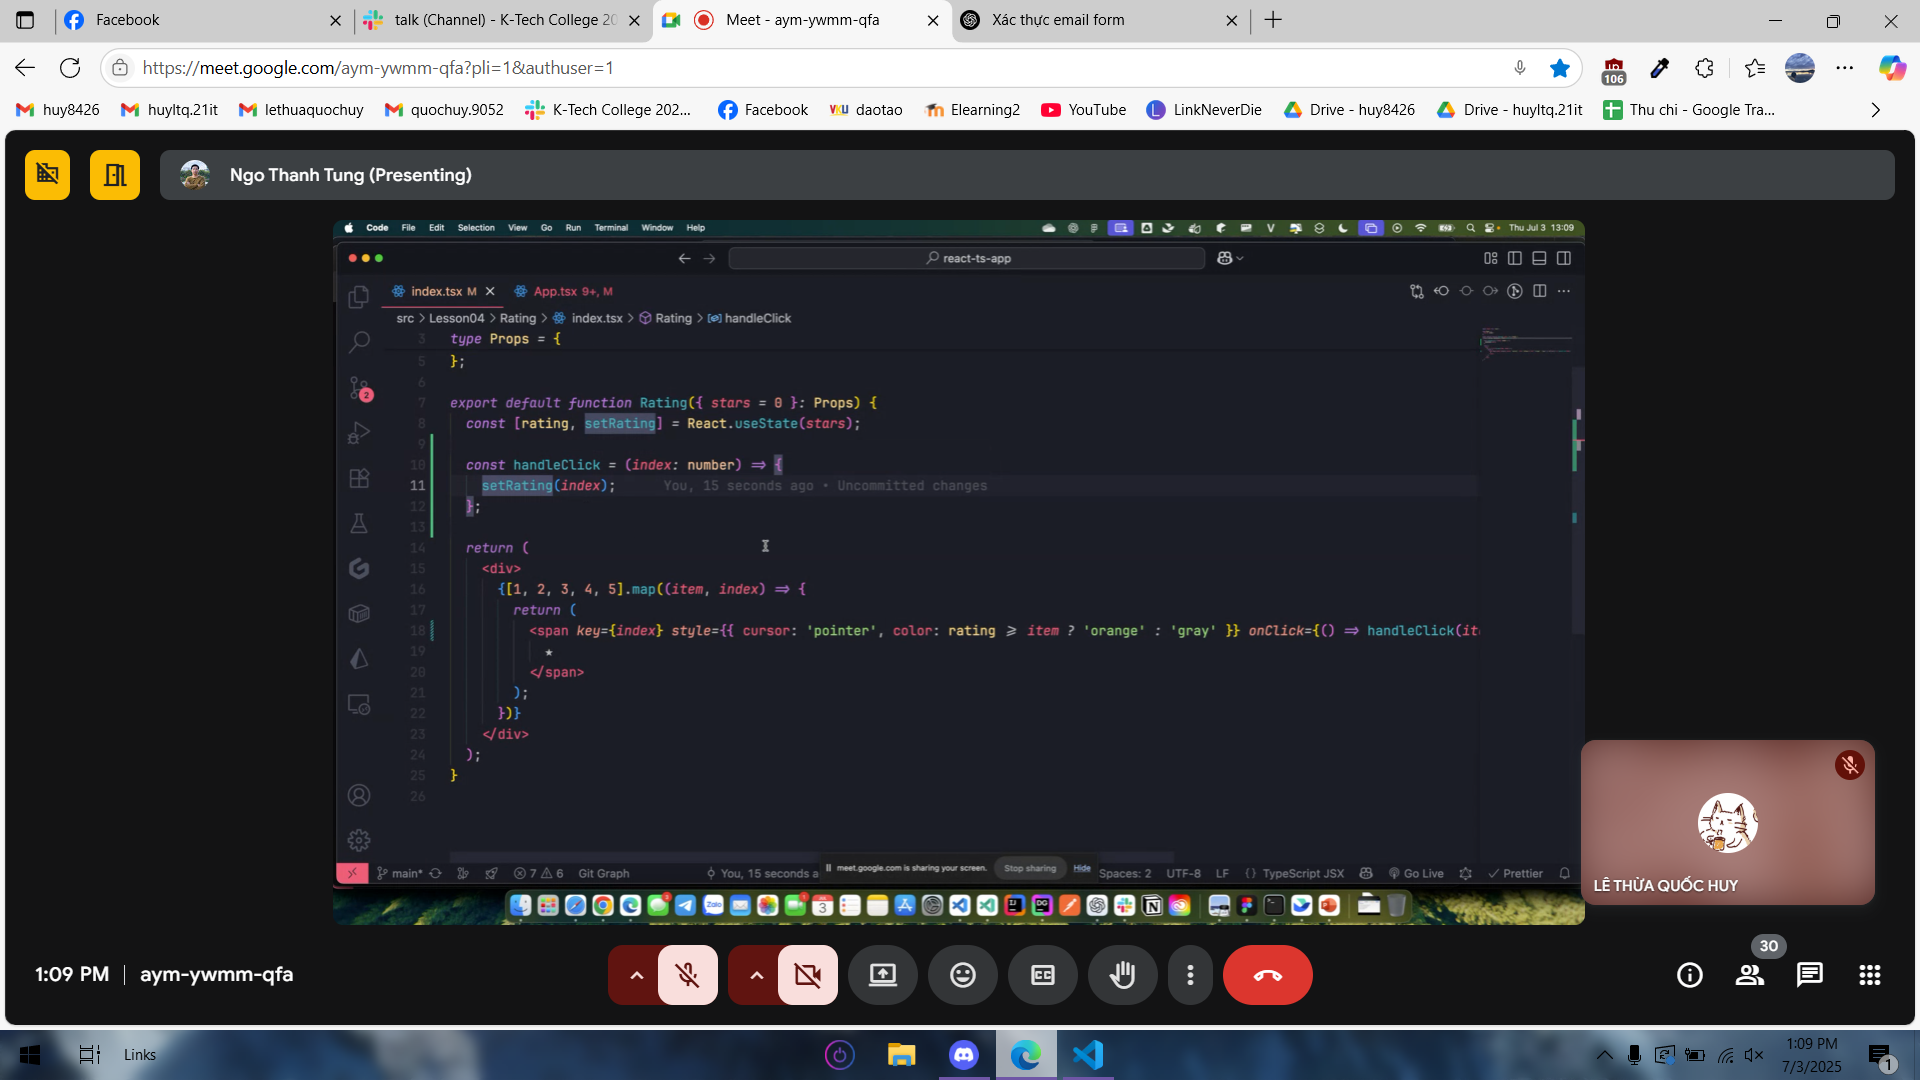 Facebook
talk (Channel) - K-Tech College 20
Meet - aym-ywmm-qfa
Xác thực email form
https://meet.google.com/aym-ywmm-qfa?pli=1&authuser=1
106
huy8426
huyltq.21it
lethuaquochuy
quochuy.9052
K-Tech College 202...
Facebook
VKU daotao
Elearning2
YouTube
L LinkNeverDie
Drive - huy8426
Drive - huyltq.21it
Thu chi - Google Tra...
Ngo Thanh Tung (Presenting)
Code File Edit Selection View Go Run Terminal Window Help
Thu Jul 3 13:09
react-ts-app
index.tsx M
App.tsx 9+, M
src > Lesson04 > Rating > index.tsx > Rating > handleClick
3 type Props = {
5 };
6
7 export default function Rating({ stars = 0 }: Props) {
8 const [rating, setRating] = React.useState(stars);
9
10 const handleClick = (index: number) => {
11 setRating(index); You, 15 seconds ago • Uncommitted changes
12 };
13
14 return (
15 <div>
16 {[1, 2, 3, 4, 5].map((item, index) => {
17 return (
18 <span key={index} style={{ cursor: 'pointer', color: rating >= item ? 'orange' : 'gray' }} onClick={() => handleClick(it
19 ★
20 </span>
21 );
22 })}
23 </div>
24 );
25 }
26
2
main*
7 6
Git Graph
You, 15 seconds a
meet.google.com is sharing your screen.
Stop sharing
Hide
Spaces: 2
UTF-8
LF
{} TypeScript JSX
Go Live
Prettier
LÊ THỪA QUỐC HUY
1:09 PM | aym-ywmm-qfa
30
Links
1:09 PM
7/3/2025
1